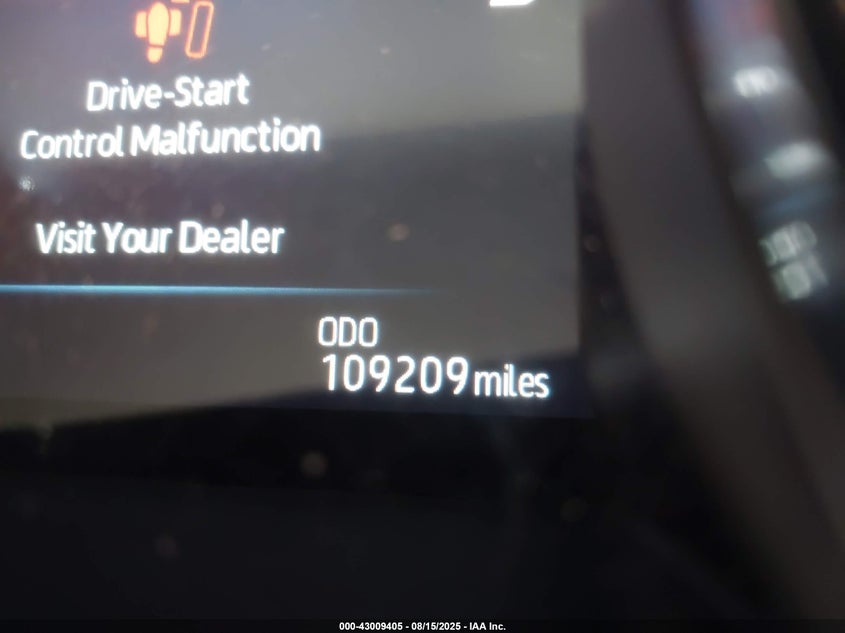 Drive-Start
Control Malfunction
Visit Your Dealer
ODO
109209 miles
000-43009405 - 08/15/2025 - IAA Inc.